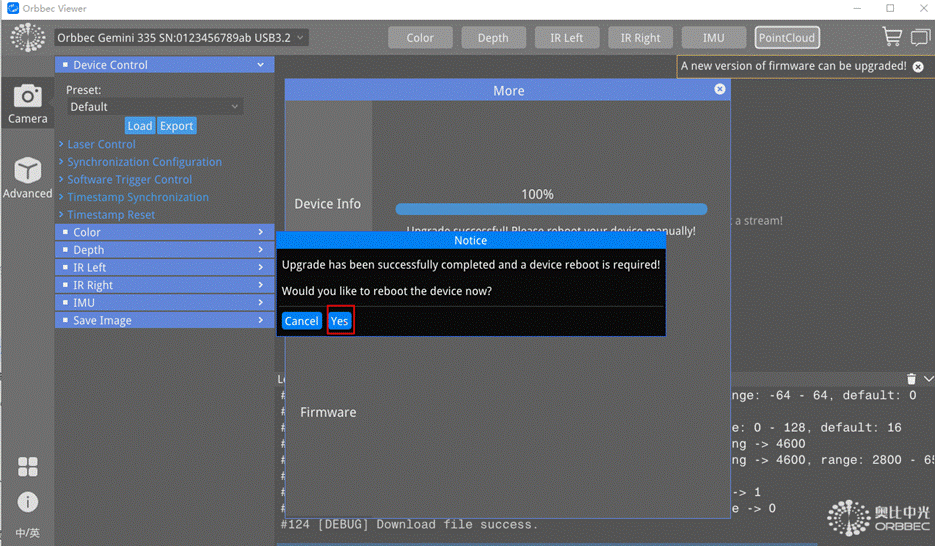 Orbbec Viewer
Orbbec Gemini 335 SN:0123456789ab USB3.2
Color
Depth
IR Left
IR Right
IMU
PointCloud
A new version of firmware can be upgraded!
Device Control
Preset:
Default
Load
Export
Laser Control
Synchronization Configuration
Software Trigger Control
Timestamp Synchronization
Timestamp Reset
Color
Depth
IR Left
IR Right
IMU
Save Image
Camera
Advanced
中/英
More
Device Info
Firmware
100%
Upgrade successful! Please reboot your device manually!
a stream!
Notice
Upgrade has been successfully completed and a device reboot is required!
Would you like to reboot the device now?
Cancel
Yes
nge: -64 - 64, default: 0
e: 0 - 128, default: 16
ng -> 4600
ng -> 4600, range: 2800 - 65
-> 1
e -> 0
#124 [DEBUG] Download file success.
奥比中光
ORBBEC